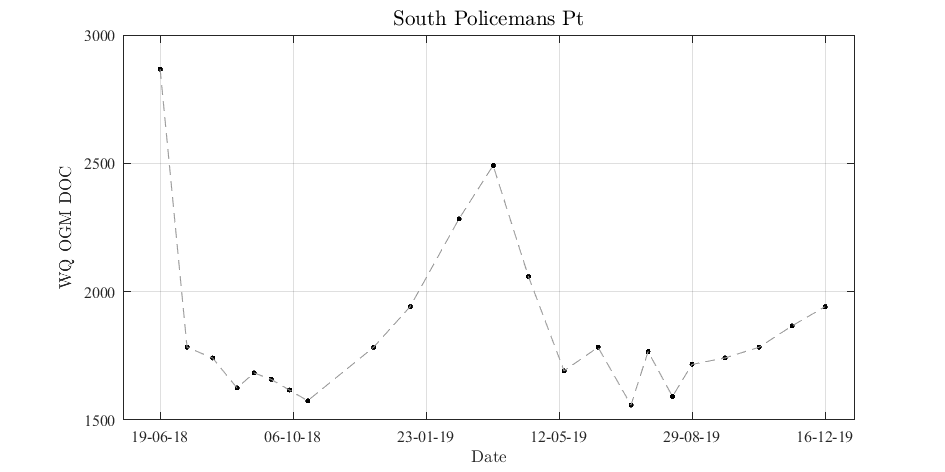 South Policemans Pt
3000
2500
2000
1500
WQ OGM DOC
19-06-18 06-10-18 23-01-19 12-05-19 29-08-19 16-12-19
Date